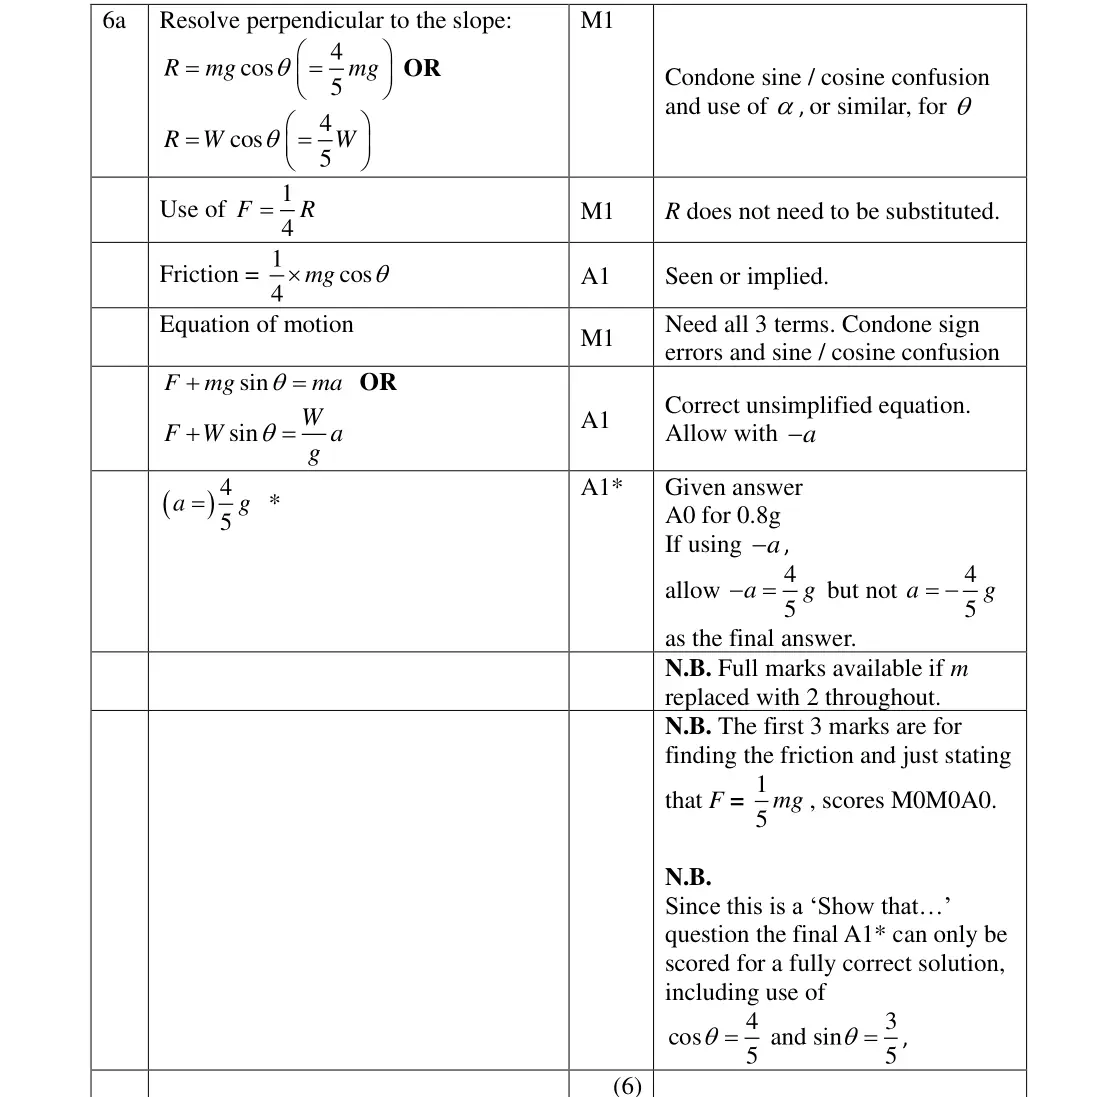 6a Resolve perpendicular to the slope: M1
R = mg cos θ (= 4/5 mg) OR
R = W cos θ (= 4/5 W)
Condone sine / cosine confusion
and use of α , or similar, for θ
Use of F = 1/4 R M1 R does not need to be substituted.
Friction = 1/4 × mg cos θ A1 Seen or implied.
Equation of motion M1 Need all 3 terms. Condone sign
errors and sine / cosine confusion
F + mg sin θ = ma OR
F + W sin θ = W/g a
A1 Correct unsimplified equation.
Allow with −a
(a =) 4/5 g * A1* Given answer
A0 for 0.8g
If using −a ,
allow −a = 4/5 g but not a = − 4/5 g
as the final answer.
N.B. Full marks available if m
replaced with 2 throughout.
N.B. The first 3 marks are for
finding the friction and just stating
that F = 1/5 mg , scores M0M0A0.
N.B.
Since this is a ‘Show that…’
question the final A1* can only be
scored for a fully correct solution,
including use of
cos θ = 4/5 and sin θ = 3/5 ,
(6)